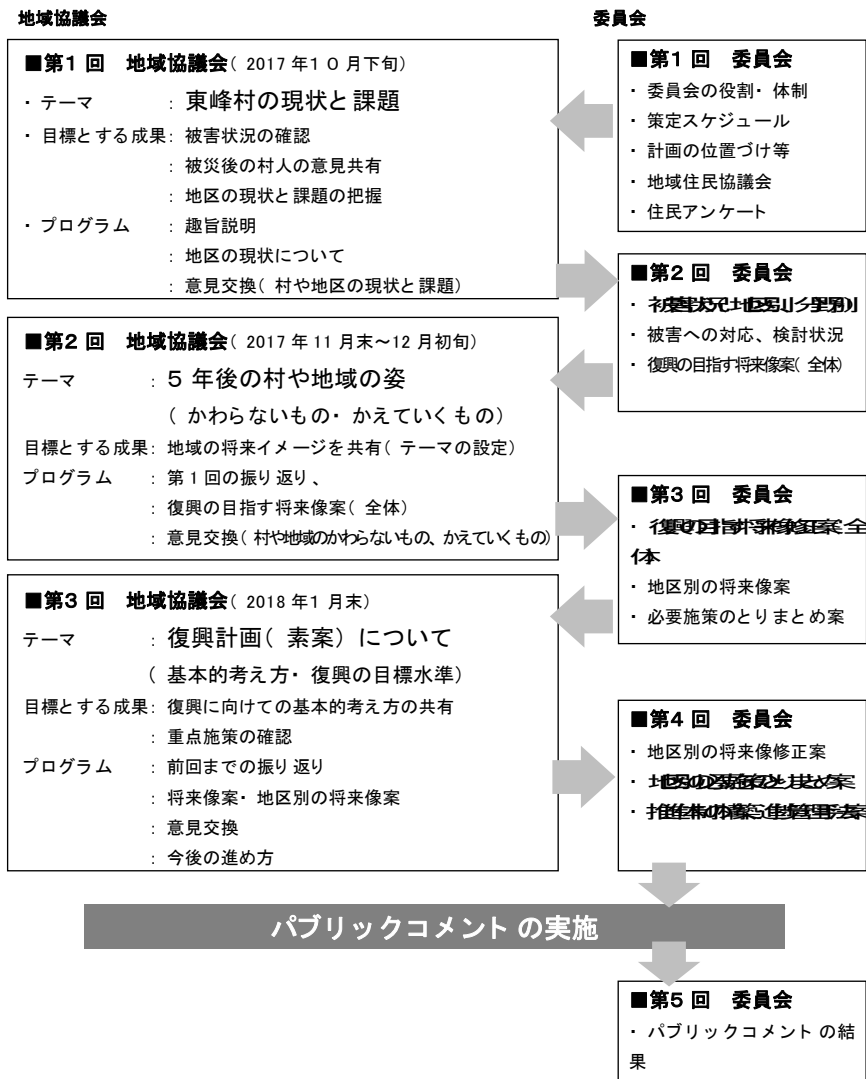 地域協議会
■第1回 地域協議会(2017年10月下旬)
・テーマ : 東峰村の現状と課題
・目標とする成果: 被害状況の確認
: 被災後の村人の意見共有
: 地区の現状と課題の把握
・プログラム : 趣旨説明
: 地区の現状について
: 意見交換(村や地区の現状と課題)
■第2回 地域協議会(2017年11月末～12月初旬)
テーマ : 5年後の村や地域の姿
(かわらないもの・かえていくもの)
目標とする成果: 地域の将来イメージを共有(テーマの設定)
プログラム : 第1回の振り返り、
: 復興の目指す将来像案(全体)
: 意見交換(村や地域のかわらないもの、かえていくもの)
■第3回 地域協議会(2018年1月末)
テーマ : 復興計画(素案)について
(基本的考え方・復興の目標水準)
目標とする成果: 復興に向けての基本的考え方の共有
: 重点施策の確認
プログラム : 前回までの振り返り
: 将来像案・地区別の将来像案
: 意見交換
: 今後の進め方
委員会
■第1回 委員会
・委員会の役割・体制
・策定スケジュール
・計画の位置づけ等
・地域住民協議会
・住民アンケート
■第2回 委員会
・被害状況
・被害への対応、検討状況
・復興の目指す将来像案(全体)
■第3回 委員会
・復興の目指す将来像修正案(全
体
・地区別の将来像案
・必要施策のとりまとめ案
■第4回 委員会
・地区別の将来像修正案
パブリックコメントの実施
■第5回 委員会
・パブリックコメントの結
果